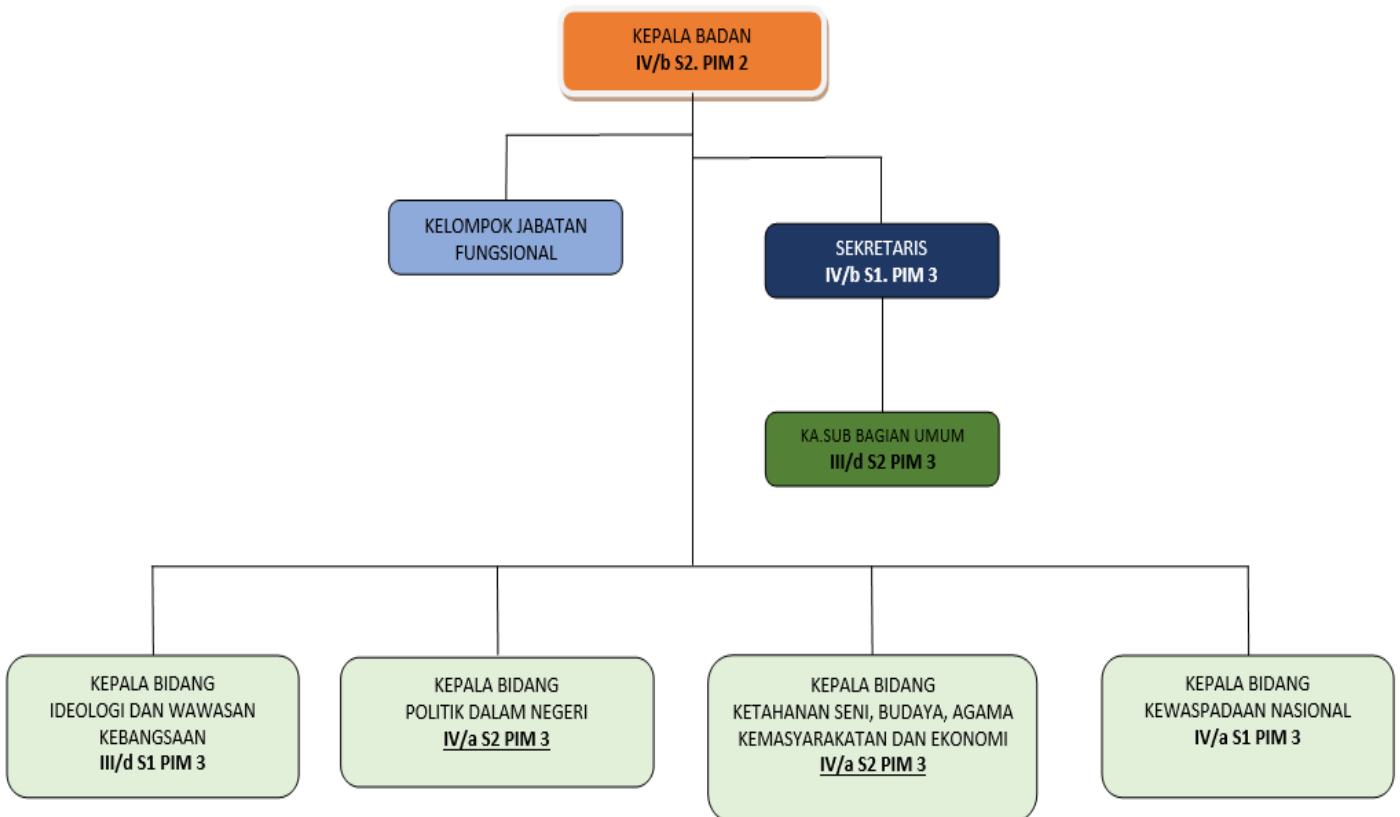 KEPALA BADAN
IV/b S2. PIM 2
KELOMPOK JABATAN
FUNGSIONAL
SEKRETARIS
IV/b S1. PIM 3
KA.SUB BAGIAN UMUM
III/d S2 PIM 3
KEPALA BIDANG
IDEOLOGI DAN WAWASAN
KEBANGSAAN
III/d S1 PIM 3
KEPALA BIDANG
POLITIK DALAM NEGERI
IV/a S2 PIM 3
KEPALA BIDANG
KETAHANAN SENI, BUDAYA, AGAMA
KEMASYARAKATAN DAN EKONOMI
IV/a S2 PIM 3
KEPALA BIDANG
KEWASPADAAN NASIONAL
IV/a S1 PIM 3